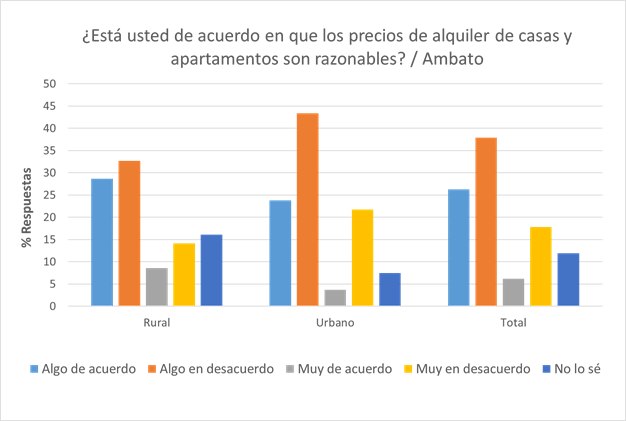 ¿Está usted de acuerdo en que los precios de alquiler de casas y
apartamentos son razonables? / Ambato
50
45
40
35
30
25
20
15
10
5
0
% Respuestas
Rural Urbano Total
Algo de acuerdo Algo en desacuerdo Muy de acuerdo Muy en desacuerdo No lo sé